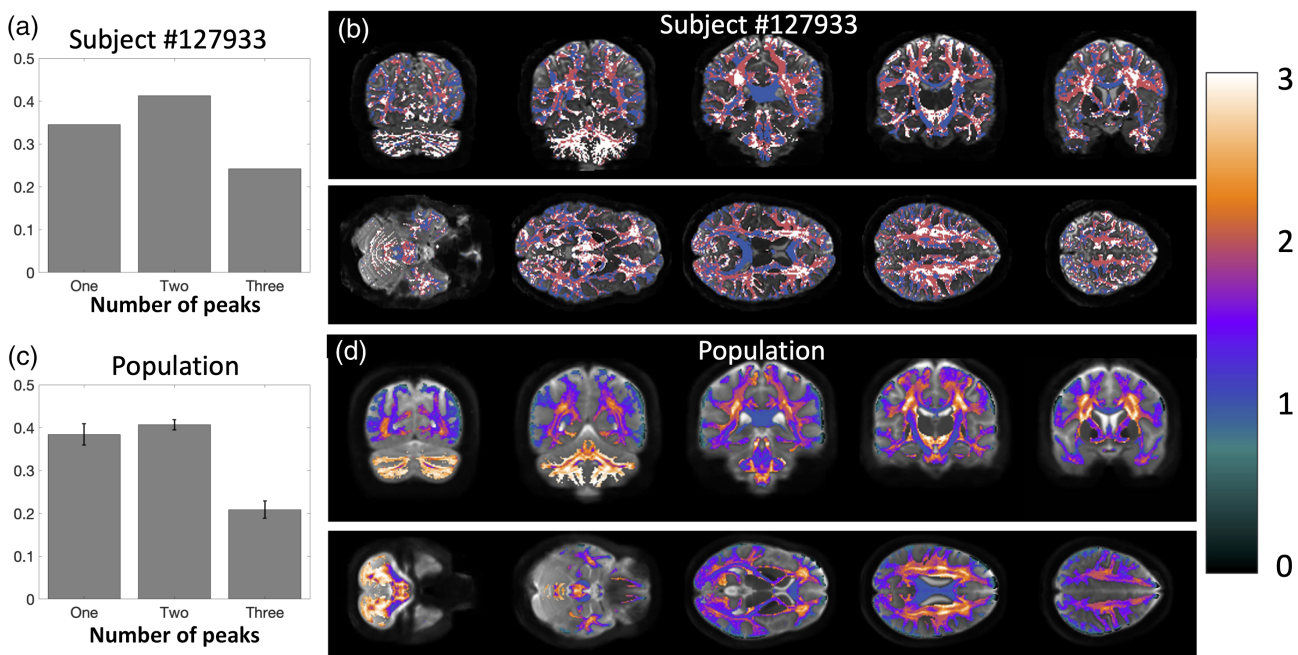 (a)
Subject #127933
0.5
0.4
0.3
0.2
0.1
0
One Two Three
Number of peaks
(b)
Subject #127933
(c)
Population
0.5
0.4
0.3
0.2
0.1
0
One Two Three
Number of peaks
(d)
Population
3
2
1
0